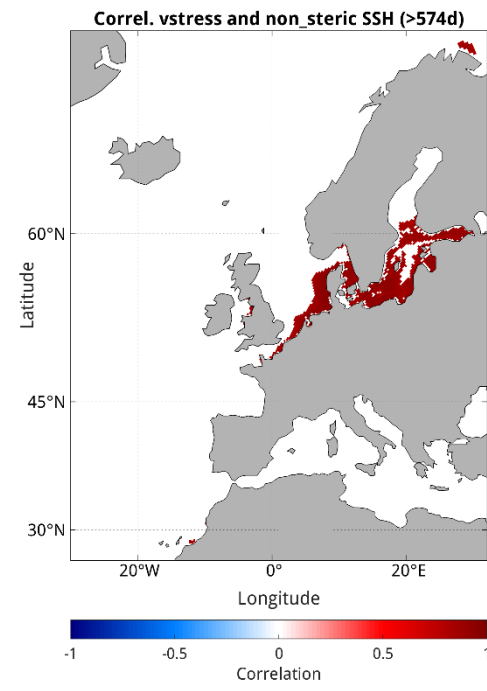 Correl. vstress and non_steric SSH (>574d)
60°N
45°N
30°N
Latitude
20°W 0° 20°E
Longitude
-1 -0.5 0 0.5 1
Correlation